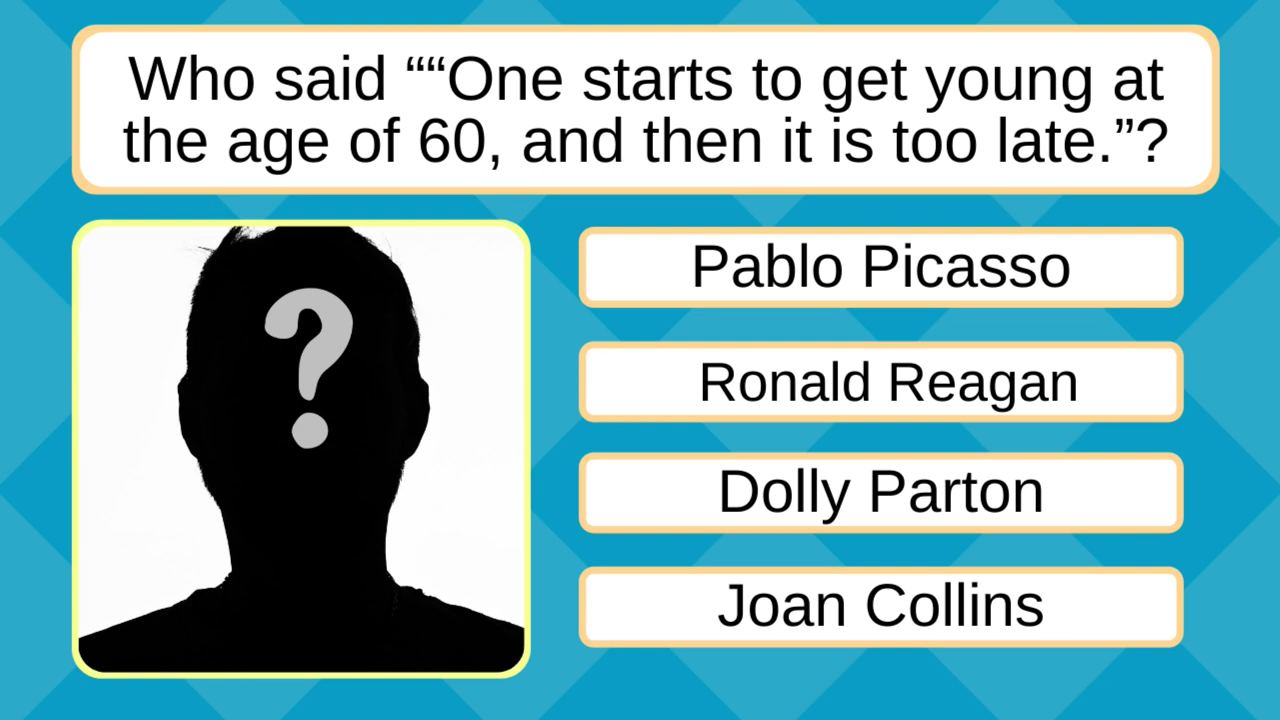 Who said ““One starts to get young at
the age of 60, and then it is too late.”?
?
Pablo Picasso
Ronald Reagan
Dolly Parton
Joan Collins